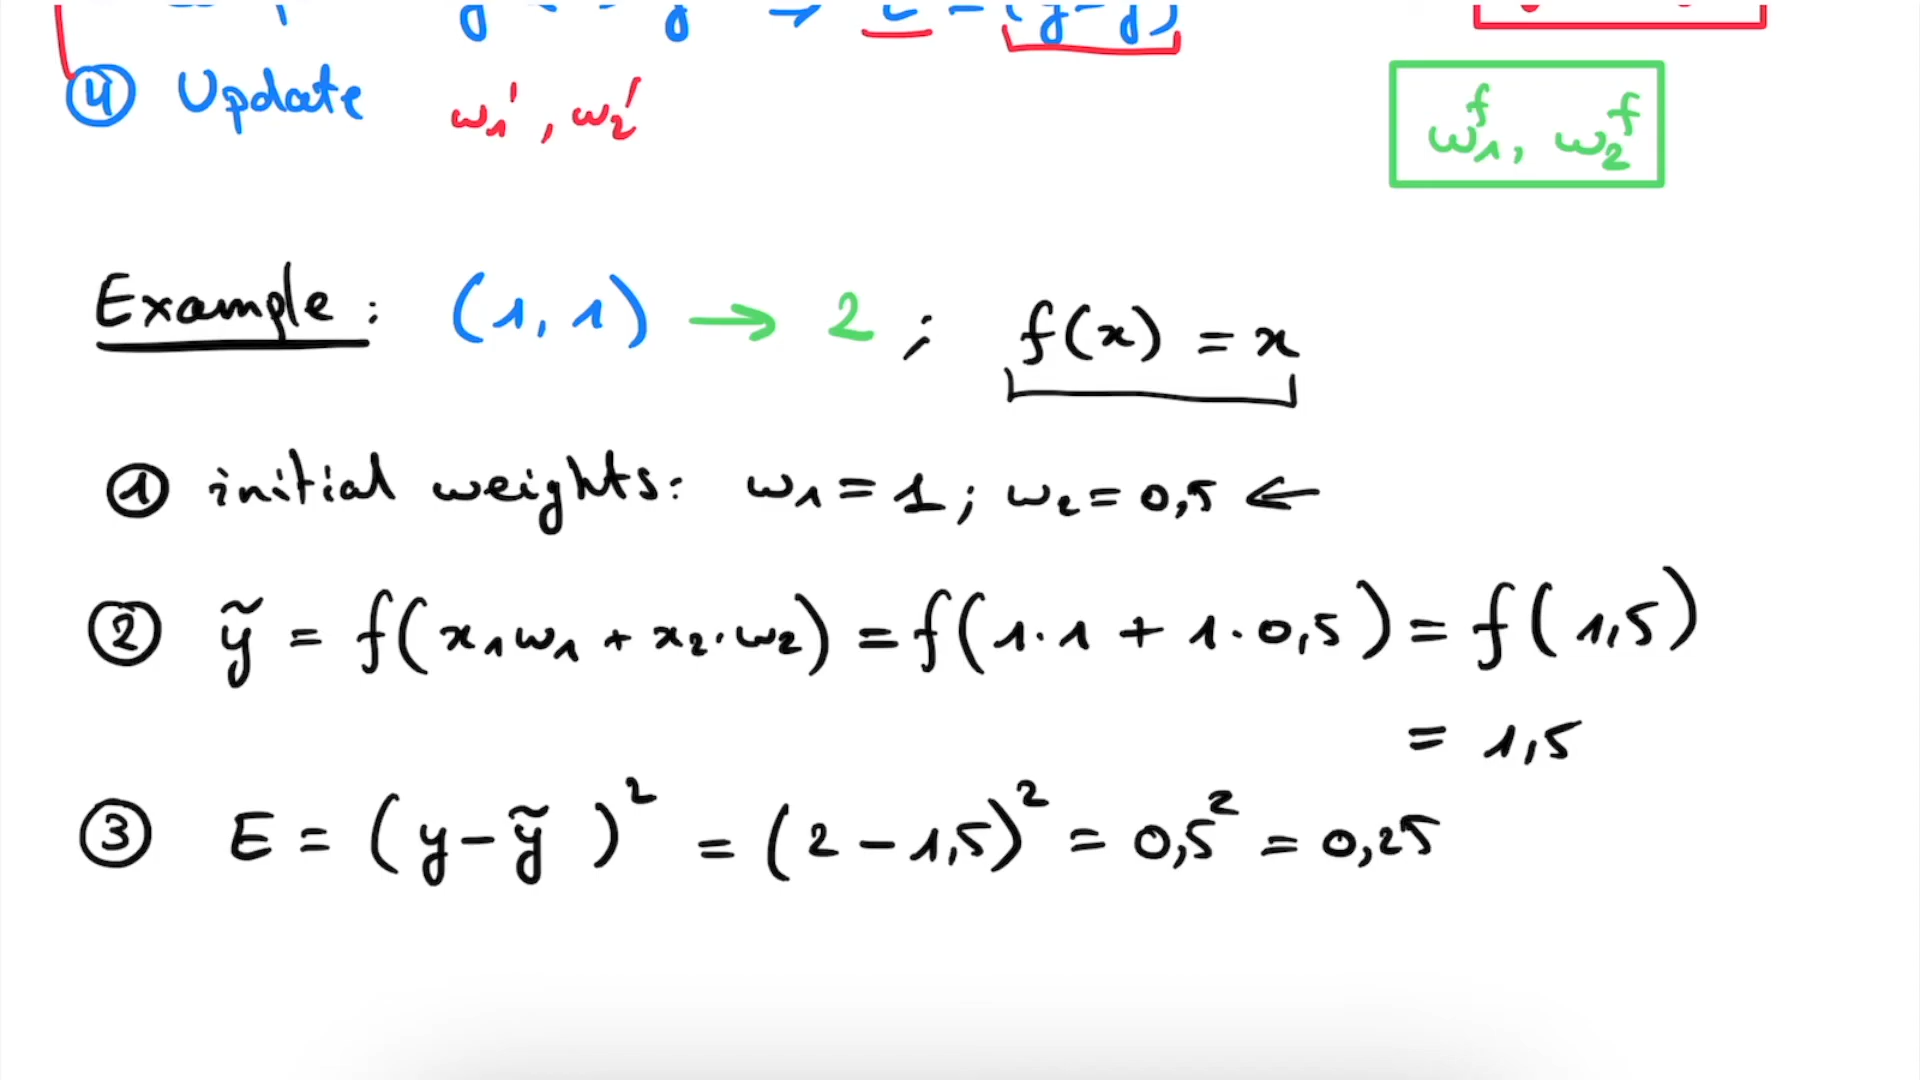 ④ Update w₁', w₂'
w₁ᶠ, w₂ᶠ
Example: (1, 1) → 2 ; f(x) = x
① initial weights: w₁ = 1 ; w₂ = 0,5 ←
② ỹ = f(x₁w₁ + x₂·w₂) = f(1·1 + 1·0,5) = f(1,5)
= 1,5
③ E = (y-ỹ)² = (2 - 1,5)² = 0,5² = 0,25